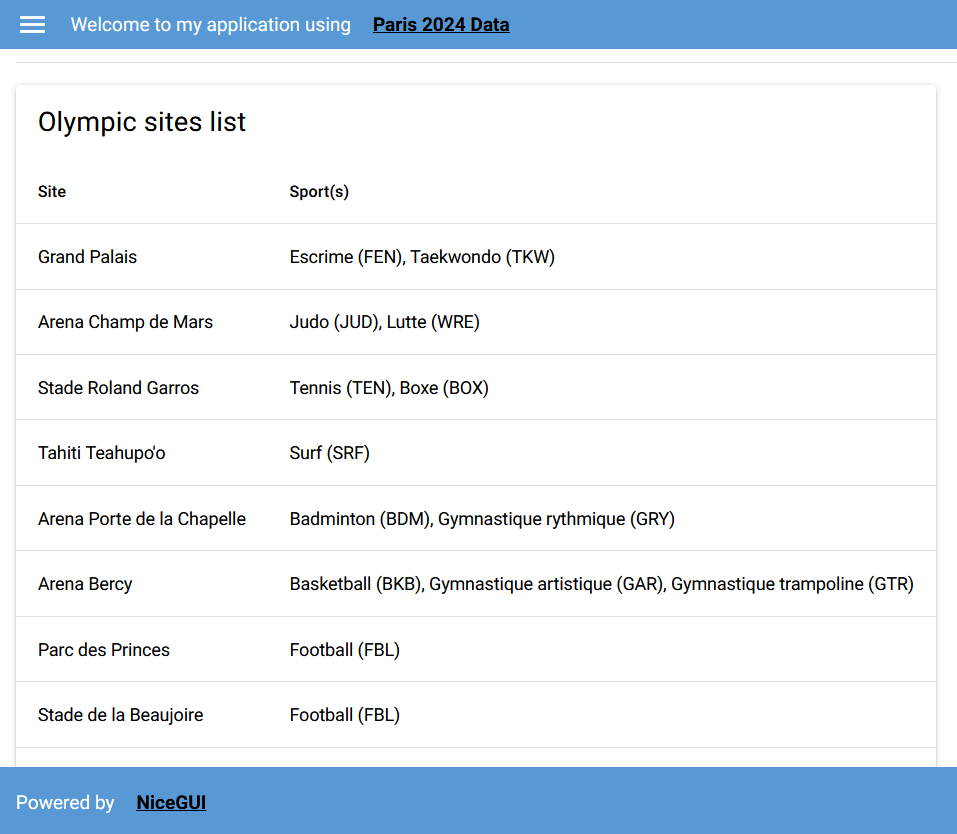 Welcome to my application using Paris 2024 Data
Olympic sites list
Site Sport(s)
Grand Palais Escrime (FEN), Taekwondo (TKW)
Arena Champ de Mars Judo (JUD), Lutte (WRE)
Stade Roland Garros Tennis (TEN), Boxe (BOX)
Tahiti Teahupo'o Surf (SRF)
Arena Porte de la Chapelle Badminton (BDM), Gymnastique rythmique (GRY)
Arena Bercy Basketball (BKB), Gymnastique artistique (GAR), Gymnastique trampoline (GTR)
Parc des Princes Football (FBL)
Stade de la Beaujoire Football (FBL)
Powered by NiceGUI